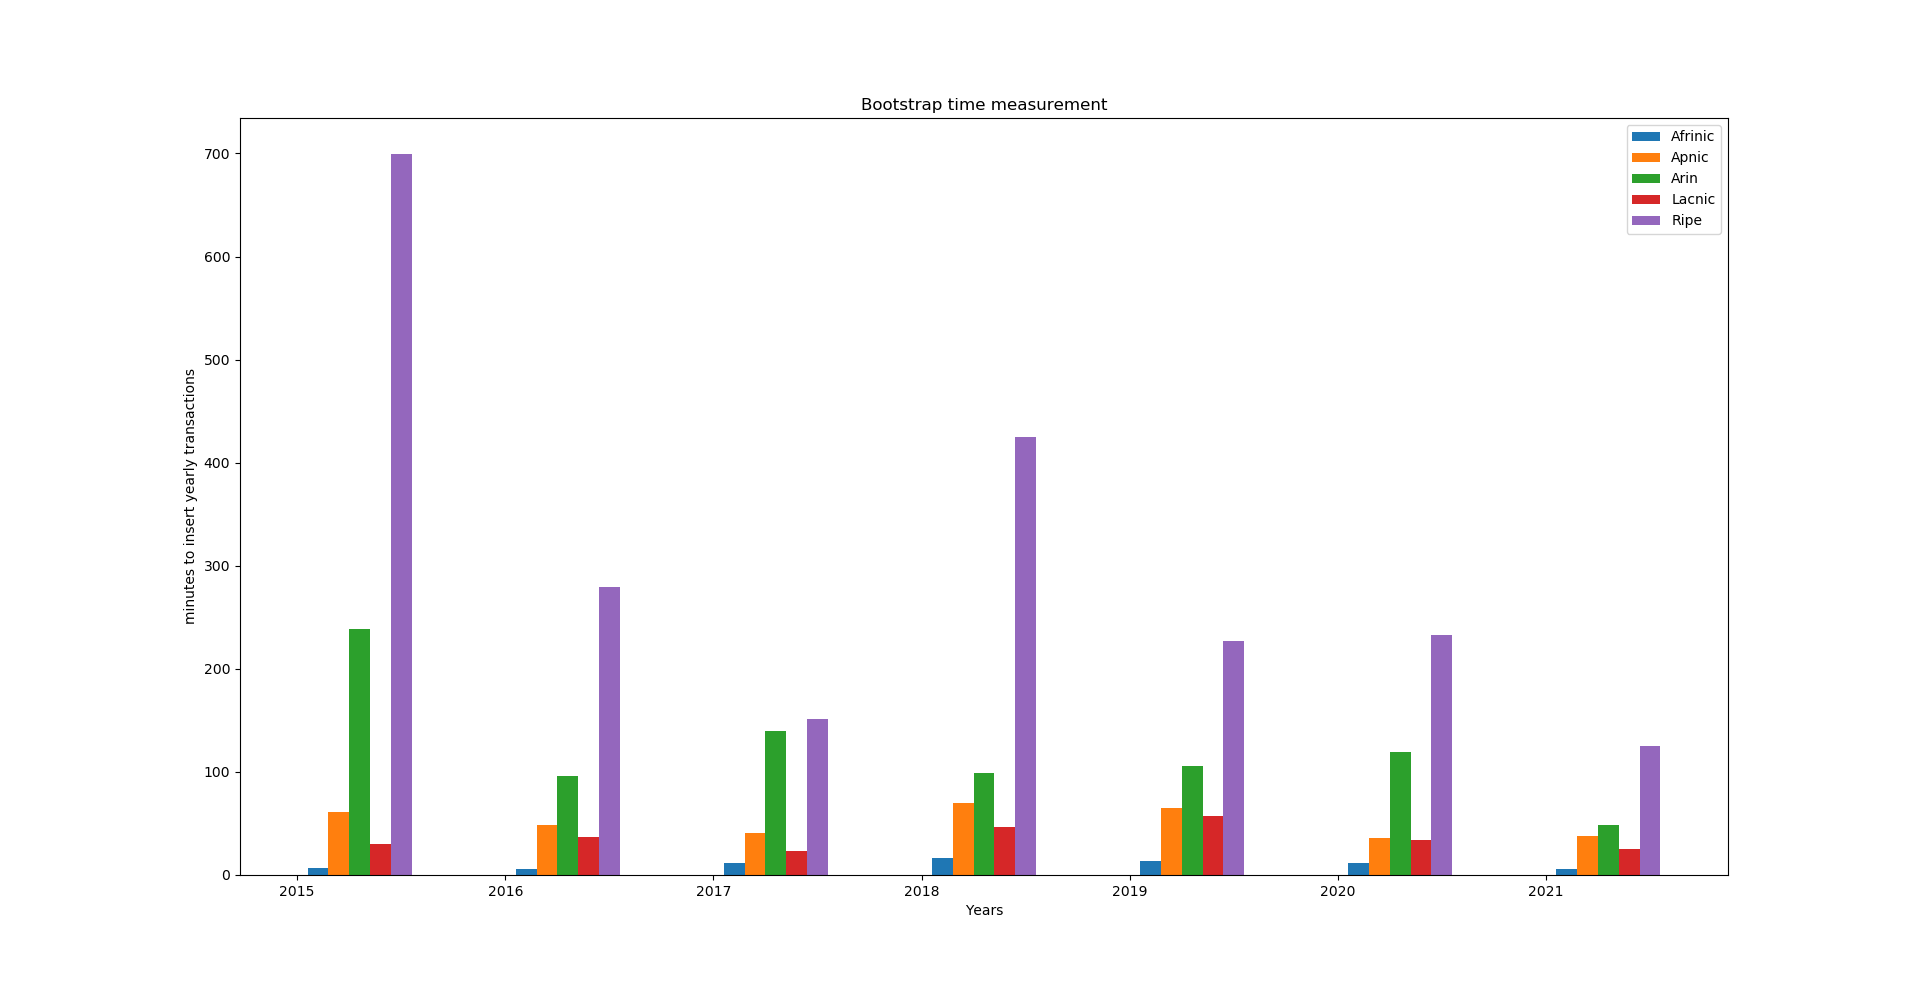 Bootstrap time measurement
Afrinic
Apnic
Arin
Lacnic
Ripe
700
600
500
400
300
200
100
0
minutes to insert yearly transactions
2015 2016 2017 2018 2019 2020 2021
Years